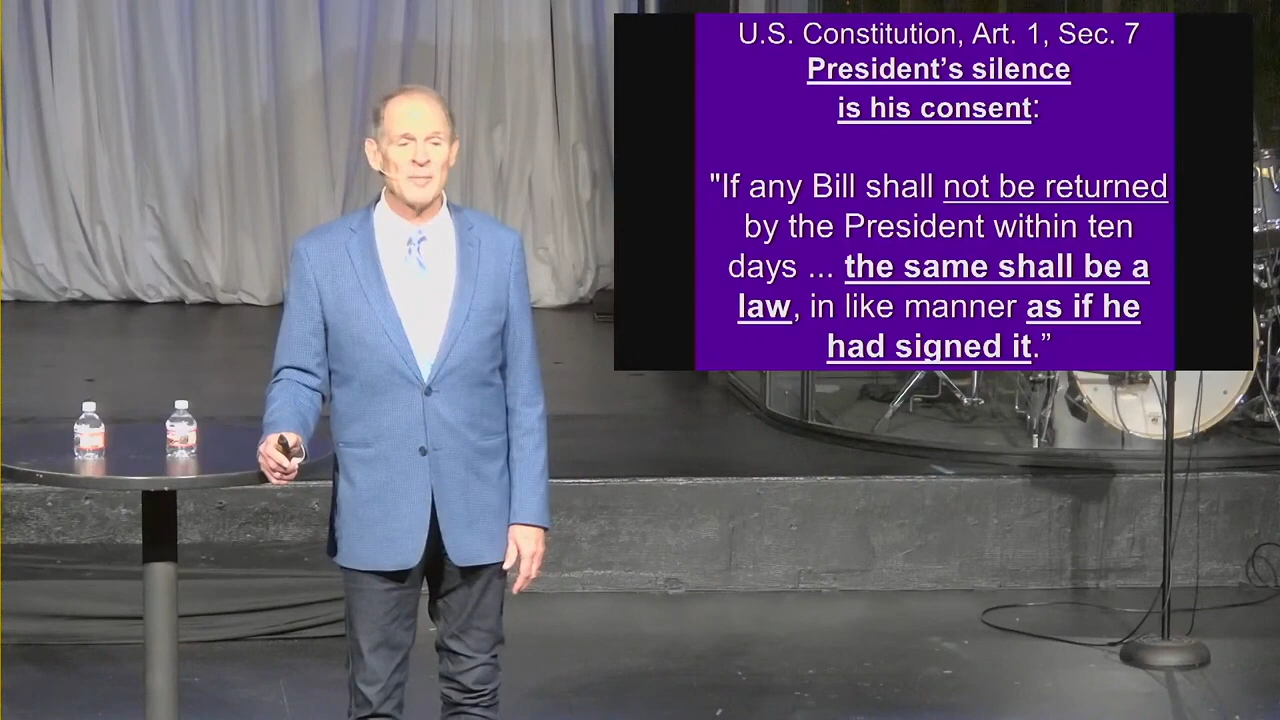 U.S. Constitution, Art. 1, Sec. 7
President’s silence
is his consent:
"If any Bill shall not be returned
by the President within ten
days ... the same shall be a
law, in like manner as if he
had signed it.”